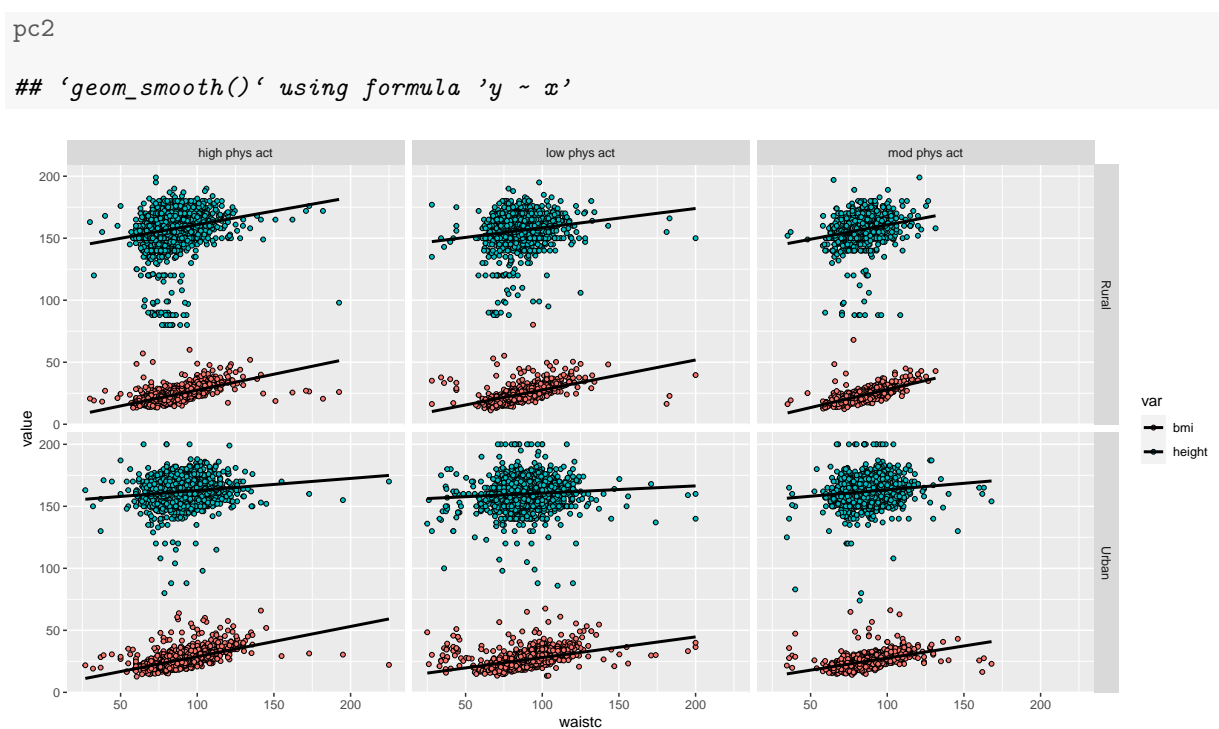 pc2
## ‘geom_smooth()‘ using formula ’y ~ x’
high phys act low phys act mod phys act
200
150
100
50
0
Rural
value
200
150
100
50
0
Urban
50 100 150 200 50 100 150 200 50 100 150 200
waistc
var
bmi
height